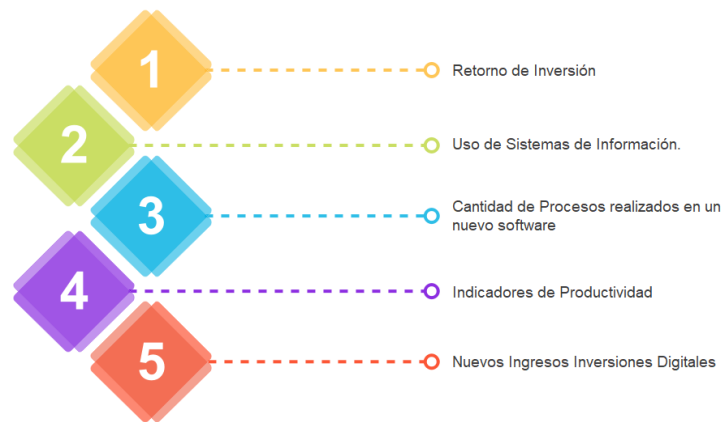 1
Retorno de Inversión
2
Uso de Sistemas de Información.
3
Cantidad de Procesos realizados en un
nuevo software
4
Indicadores de Productividad
5
Nuevos Ingresos Inversiones Digitales